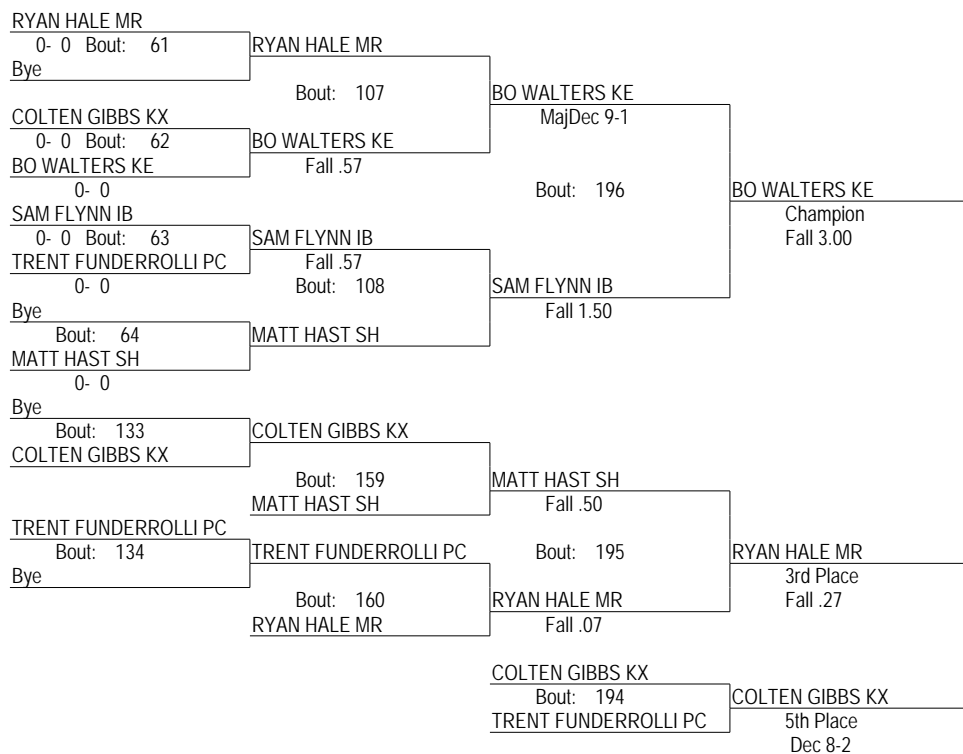 RYAN HALE MR
0- 0 Bout: 61
RYAN HALE MR
Bye
Bout: 107
BO WALTERS KE
MajDec 9-1
COLTEN GIBBS KX
0- 0 Bout: 62
BO WALTERS KE
BO WALTERS KE
Fall .57
0- 0
Bout: 196
BO WALTERS KE
Champion
Fall 3.00
SAM FLYNN IB
0- 0 Bout: 63
SAM FLYNN IB
TRENT FUNDERROLLI PC
Fall .57
0- 0
Bout: 108
SAM FLYNN IB
Fall 1.50
Bye
Bout: 64
MATT HAST SH
MATT HAST SH
0- 0
Bye
Bout: 133
COLTEN GIBBS KX
COLTEN GIBBS KX
Bout: 159
MATT HAST SH
MATT HAST SH
Fall .50
TRENT FUNDERROLLI PC
Bout: 134
TRENT FUNDERROLLI PC
Bye
Bout: 195
RYAN HALE MR
3rd Place
Fall .27
Bout: 160
RYAN HALE MR
RYAN HALE MR
Fall .07
COLTEN GIBBS KX
Bout: 194
COLTEN GIBBS KX
TRENT FUNDERROLLI PC
5th Place
Dec 8-2